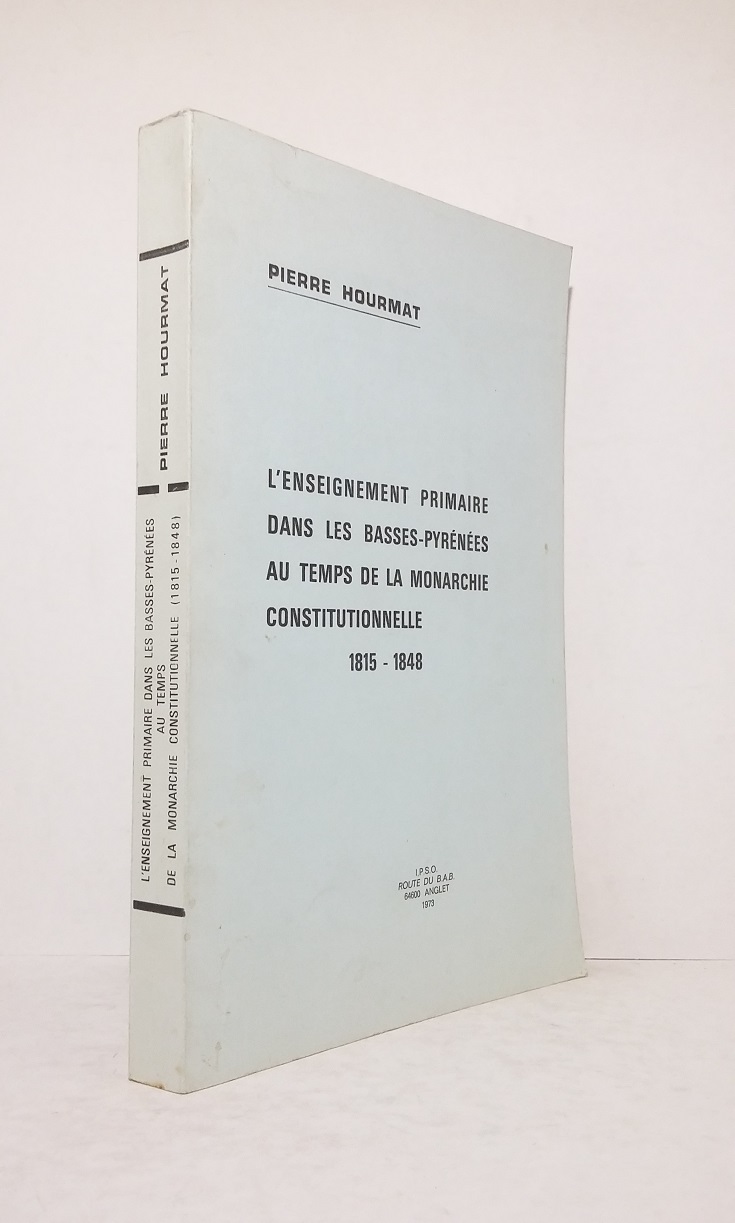 PIERRE HOURMAT
L'ENSEIGNEMENT PRIMAIRE
DANS LES BASSES-PYRÉNÉES
AU TEMPS DE LA MONARCHIE
CONSTITUTIONNELLE
1815 - 1848
I.P.S.O.
ROUTE DU B.A.B.
64600 ANGLET
1973
PIERRE HOURMAT
L'ENSEIGNEMENT PRIMAIRE DANS LES BASSES-PYRÉNÉES
AU TEMPS
DE LA MONARCHIE CONSTITUTIONNELLE (1815-1848)